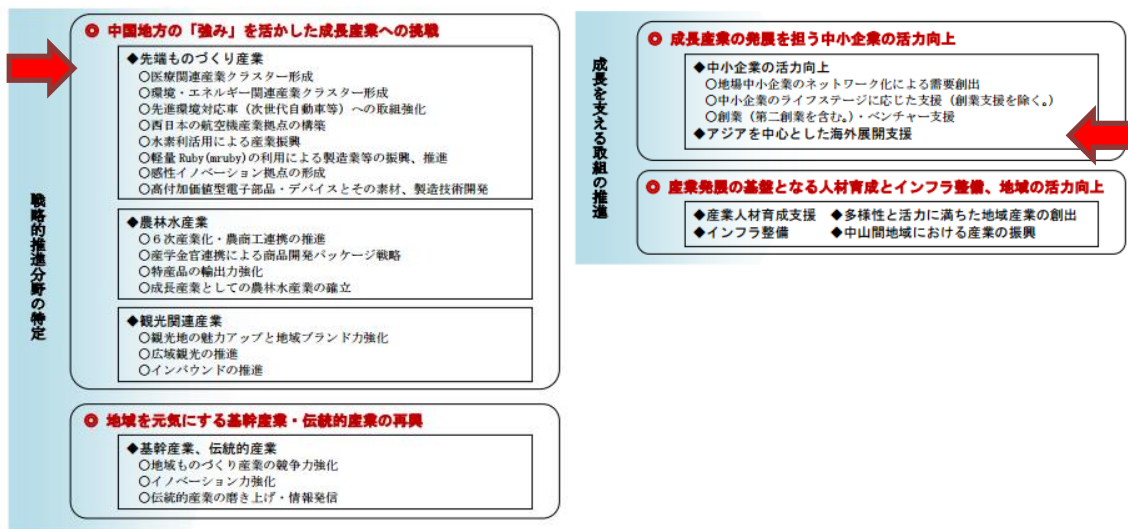 戦略的推進分野の特定
◎ 中国地方の「強み」を活かした成長産業への挑戦
◆先端ものづくり産業
○医療関連産業クラスター形成
○環境・エネルギー関連産業クラスター形成
○先進環境対応車（次世代自動車等）への取組強化
○西日本の航空機産業拠点の構築
○水素利活用による産業振興
○軽量 Ruby(mruby)の利用による製造業等の振興、推進
○感性イノベーション拠点の形成
○高付加価値型電子部品・デバイスとその素材、製造技術開発
◆農林水産業
○６次産業化・農商工連携の推進
○産学金官連携による商品開発パッケージ戦略
○特産品の輸出力強化
○成長産業としての農林水産業の確立
◆観光関連産業
○観光地の魅力アップと地域ブランド力強化
○広域観光の推進
○インバウンドの推進
◎ 地域を元気にする基幹産業・伝統的産業の再興
◆基幹産業、伝統的産業
○地域ものづくり産業の競争力強化
○イノベーション力強化
○伝統的産業の磨き上げ・情報発信
成長を支える取組の推進
◎ 成長産業の発展を担う中小企業の活力向上
◆中小企業の活力向上
○地場中小企業のネットワーク化による需要創出
○中小企業のライフステージに応じた支援（創業支援を除く。）
○創業（第二創業を含む。）・ベンチャー支援
◆アジアを中心とした海外展開支援
◎ 産業発展の基盤となる人材育成とインフラ整備、地域の活力向上
◆産業人材育成支援 ◆多様性と活力に満ちた地域産業の創出
◆インフラ整備 ◆中山間地域における産業の振興